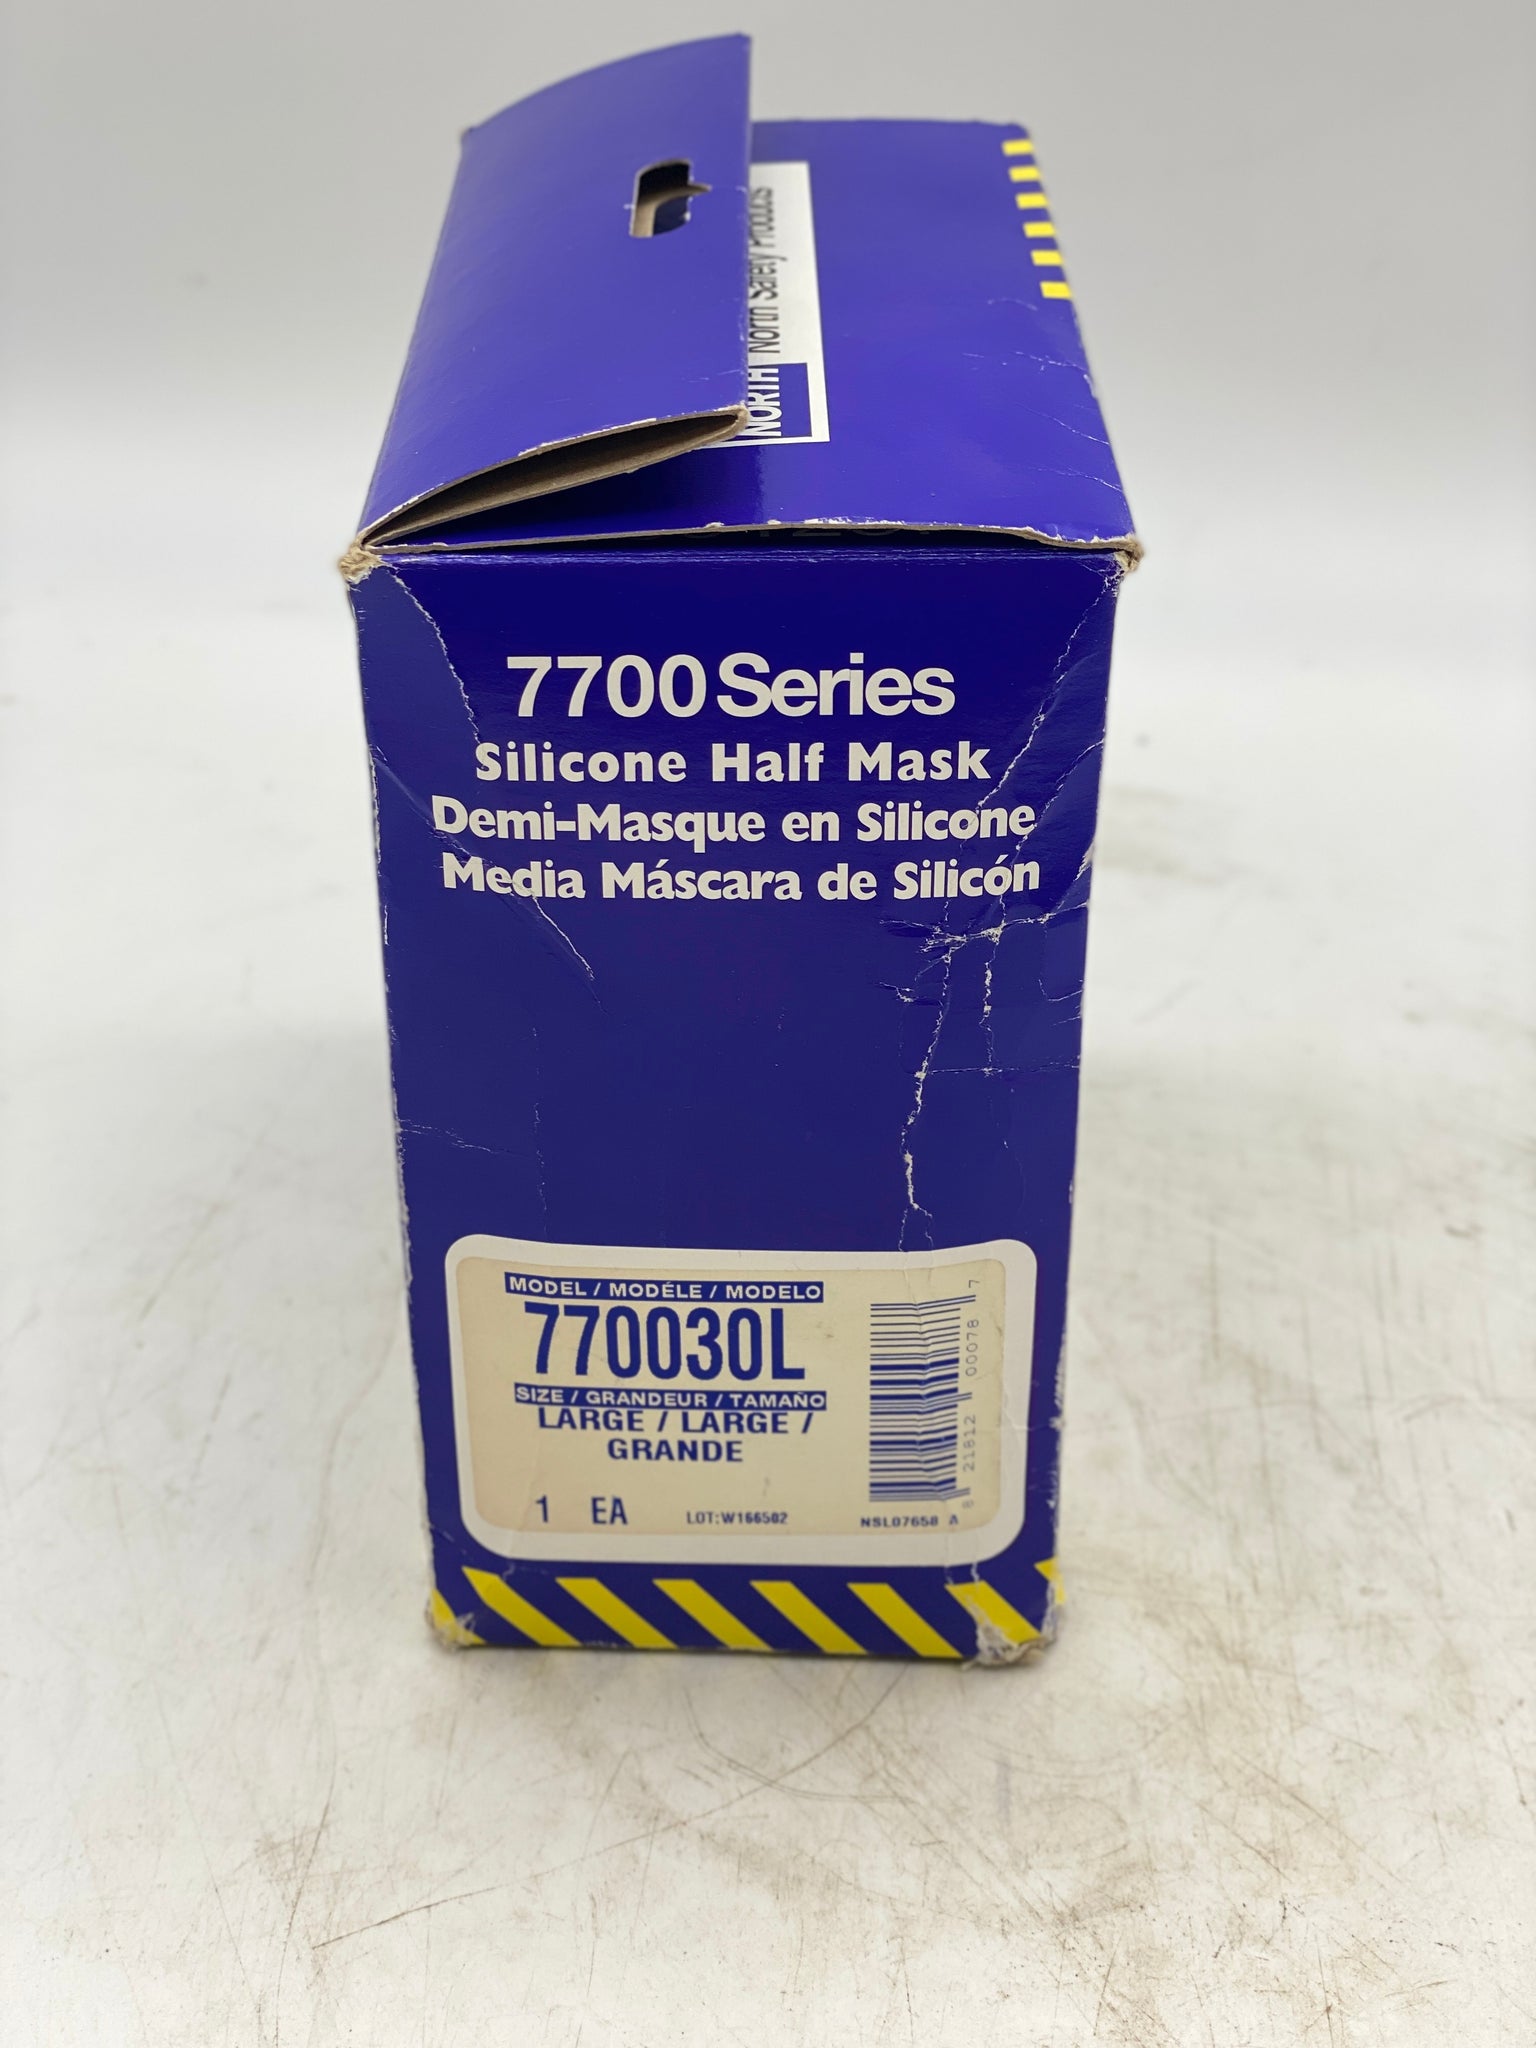 NORTH North Safety Products
7700 Series
Silicone Half Mask
Demi-Masque en Silicone
Media Máscara de Silicón
MODEL / MODÉLE / MODELO
770030L
SIZE / GRANDEUR / TAMAÑO
LARGE / LARGE /
GRANDE
1 EA
LOT:W166502
NSL07658 A
8 21812 00078 7